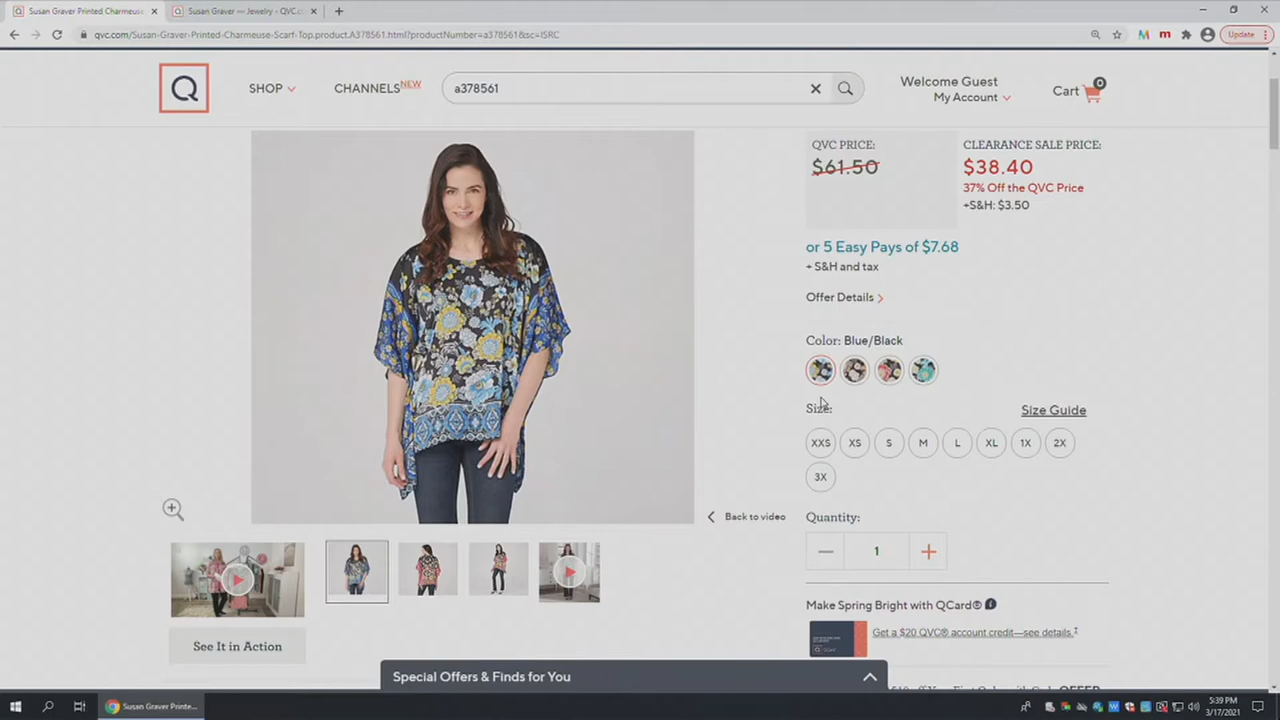 Susan Graver Printed Charmeuse
Susan Graver — Jewelry - QVC.c
qvc.com/Susan-Graver-Printed-Charmeuse-Scarf-Top.product.A378561.html?productNumber=a378561&sc=ISRC
Update
Q
SHOP
CHANNELS NEW
a378561
Welcome Guest
My Account
Cart 0
QVC PRICE:
$61.50
CLEARANCE SALE PRICE:
$38.40
37% Off the QVC Price
+S&H: $3.50
or 5 Easy Pays of $7.68
+ S&H and tax
Offer Details
Color: Blue/Black
Size:
Size Guide
XXS XS S M L XL 1X 2X
3X
Back to video
Quantity:
1
See It in Action
Make Spring Bright with QCard®
Get a $20 QVC® account credit—see details.‡
Special Offers & Finds for You
Susan Graver Printe...
5:39 PM
3/17/2021